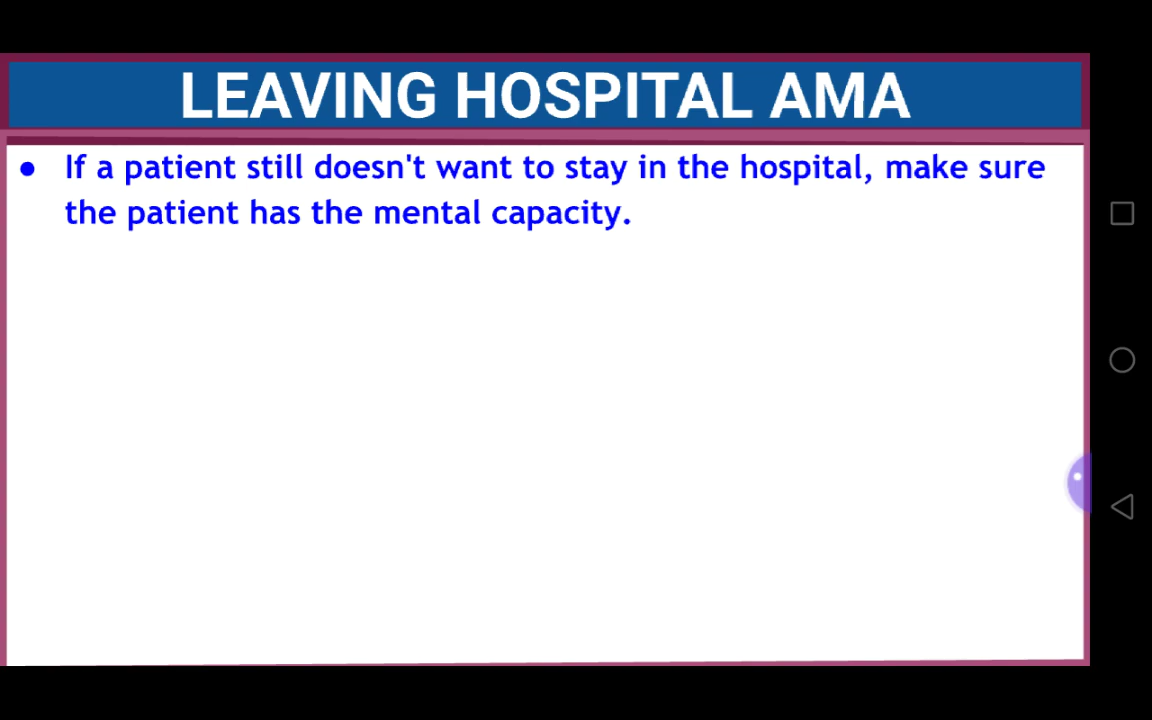 LEAVING HOSPITAL AMA
● If a patient still doesn't want to stay in the hospital, make sure
the patient has the mental capacity.